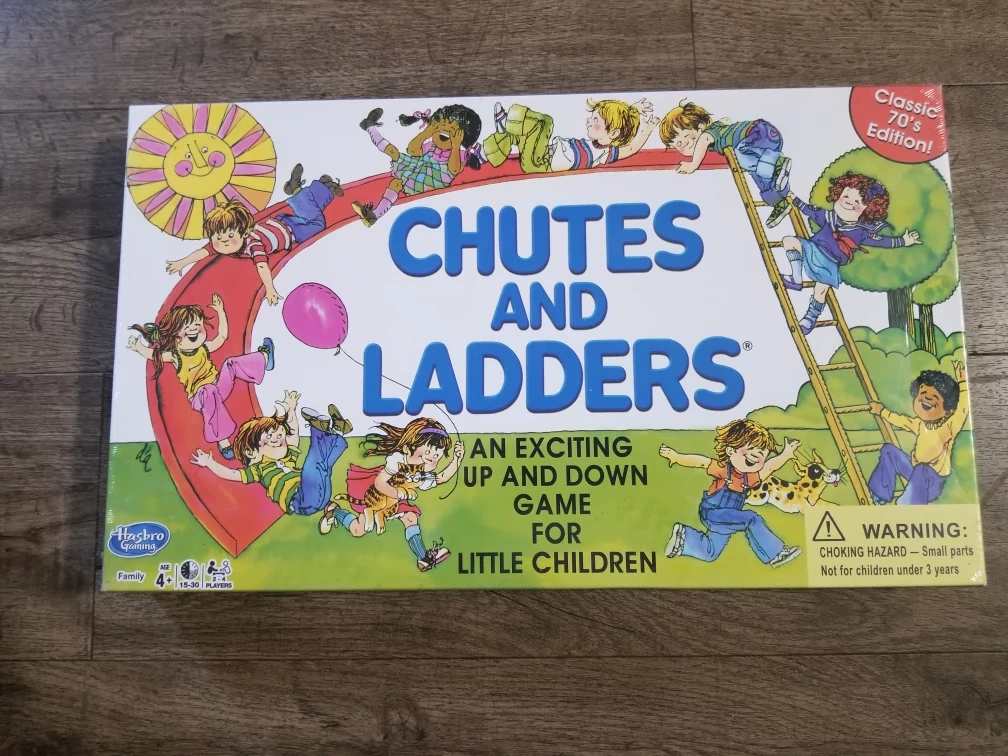 Classic
70's
Edition!
CHUTES
AND
LADDERS®
AN EXCITING
UP AND DOWN
GAME
FOR
LITTLE CHILDREN
Hasbro
Gaming
Family
AGE
4+
15-30
2-4
PLAYERS
WARNING:
CHOKING HAZARD — Small parts
Not for children under 3 years